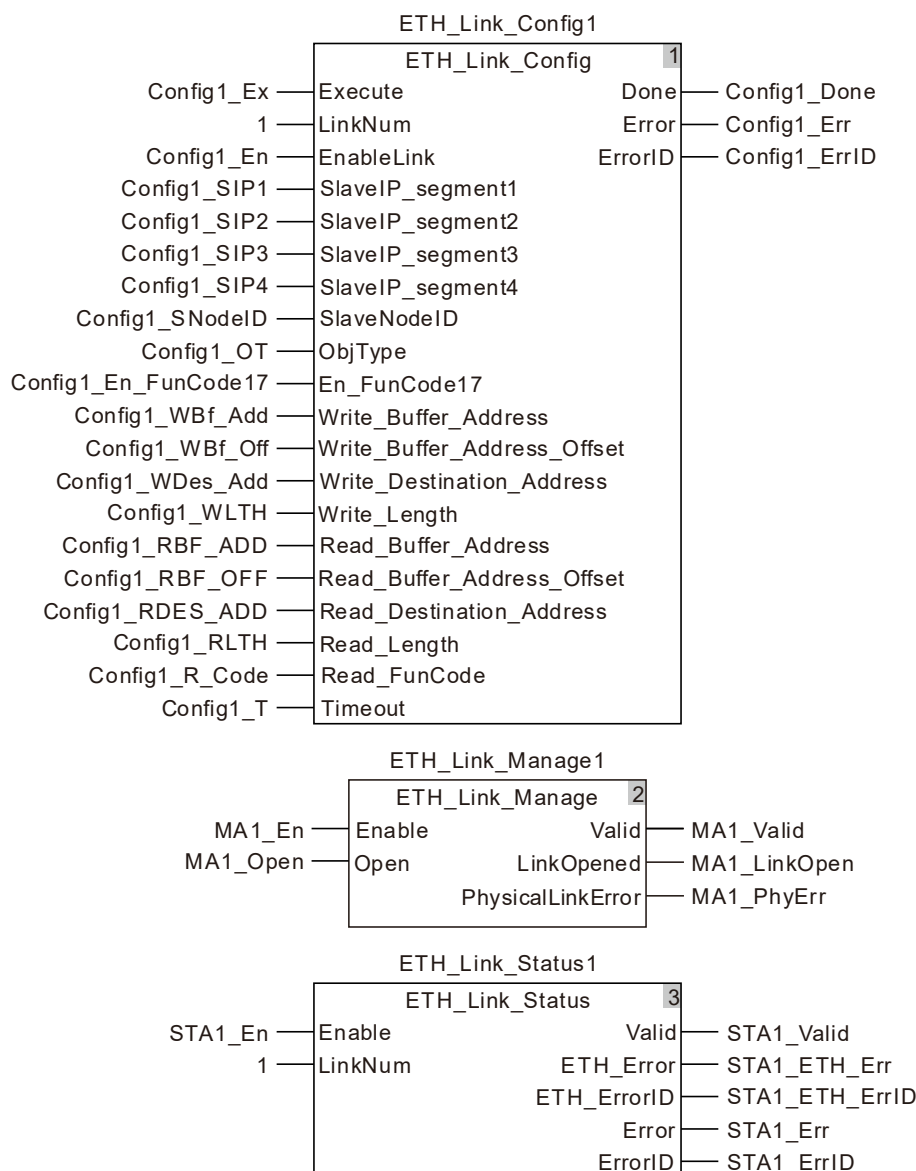 ETH_Link_Config1
ETH_Link_Config 1
Config1_Ex Execute Done Config1_Done
1 LinkNum Error Config1_Err
Config1_En EnableLink ErrorID Config1_ErrID
Config1_SIP1 SlaveIP_segment1
Config1_SIP2 SlaveIP_segment2
Config1_SIP3 SlaveIP_segment3
Config1_SIP4 SlaveIP_segment4
Config1_SNodeID SlaveNodeID
Config1_OT ObjType
Config1_En_FunCode17 En_FunCode17
Config1_WBf_Add Write_Buffer_Address
Config1_WBf_Off Write_Buffer_Address_Offset
Config1_WDes_Add Write_Destination_Address
Config1_WLTH Write_Length
Config1_RBF_ADD Read_Buffer_Address
Config1_RBF_OFF Read_Buffer_Address_Offset
Config1_RDES_ADD Read_Destination_Address
Config1_RLTH Read_Length
Config1_R_Code Read_FunCode
Config1_T Timeout
ETH_Link_Manage1
ETH_Link_Manage 2
MA1_En Enable Valid MA1_Valid
MA1_Open Open LinkOpened MA1_LinkOpen
PhysicalLinkError MA1_PhyErr
ETH_Link_Status1
ETH_Link_Status 3
STA1_En Enable Valid STA1_Valid
1 LinkNum ETH_Error STA1_ETH_Err
ETH_ErrorID STA1_ETH_ErrID
Error STA1_Err
ErrorID STA1_ErrID